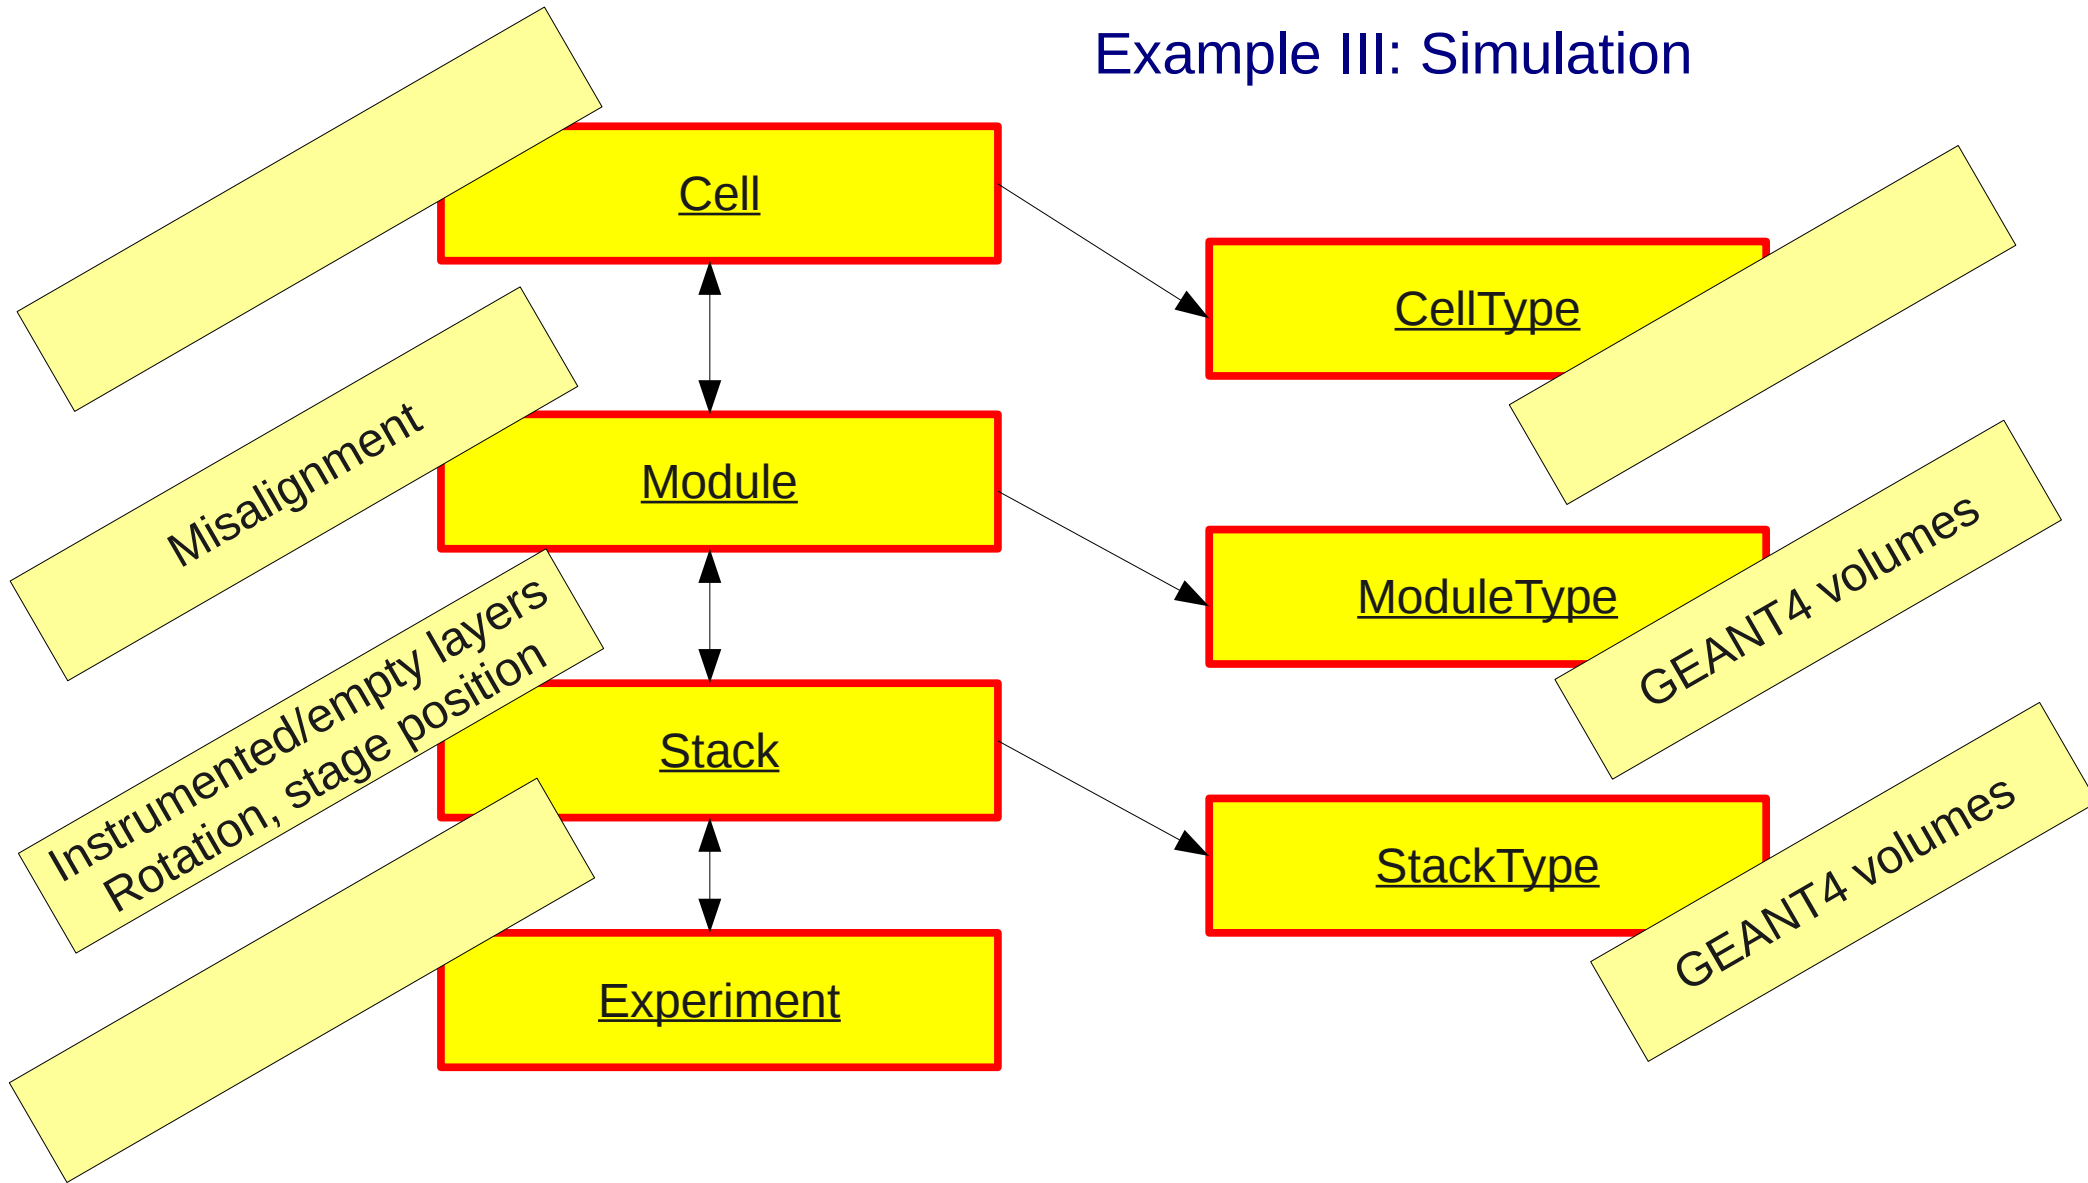 Example III: Simulation
Cell
CellType
Misalignment
Module
ModuleType
GEANT4 volumes
Instrumented/empty layers
Rotation, stage position
Stack
StackType
GEANT4 volumes
Experiment